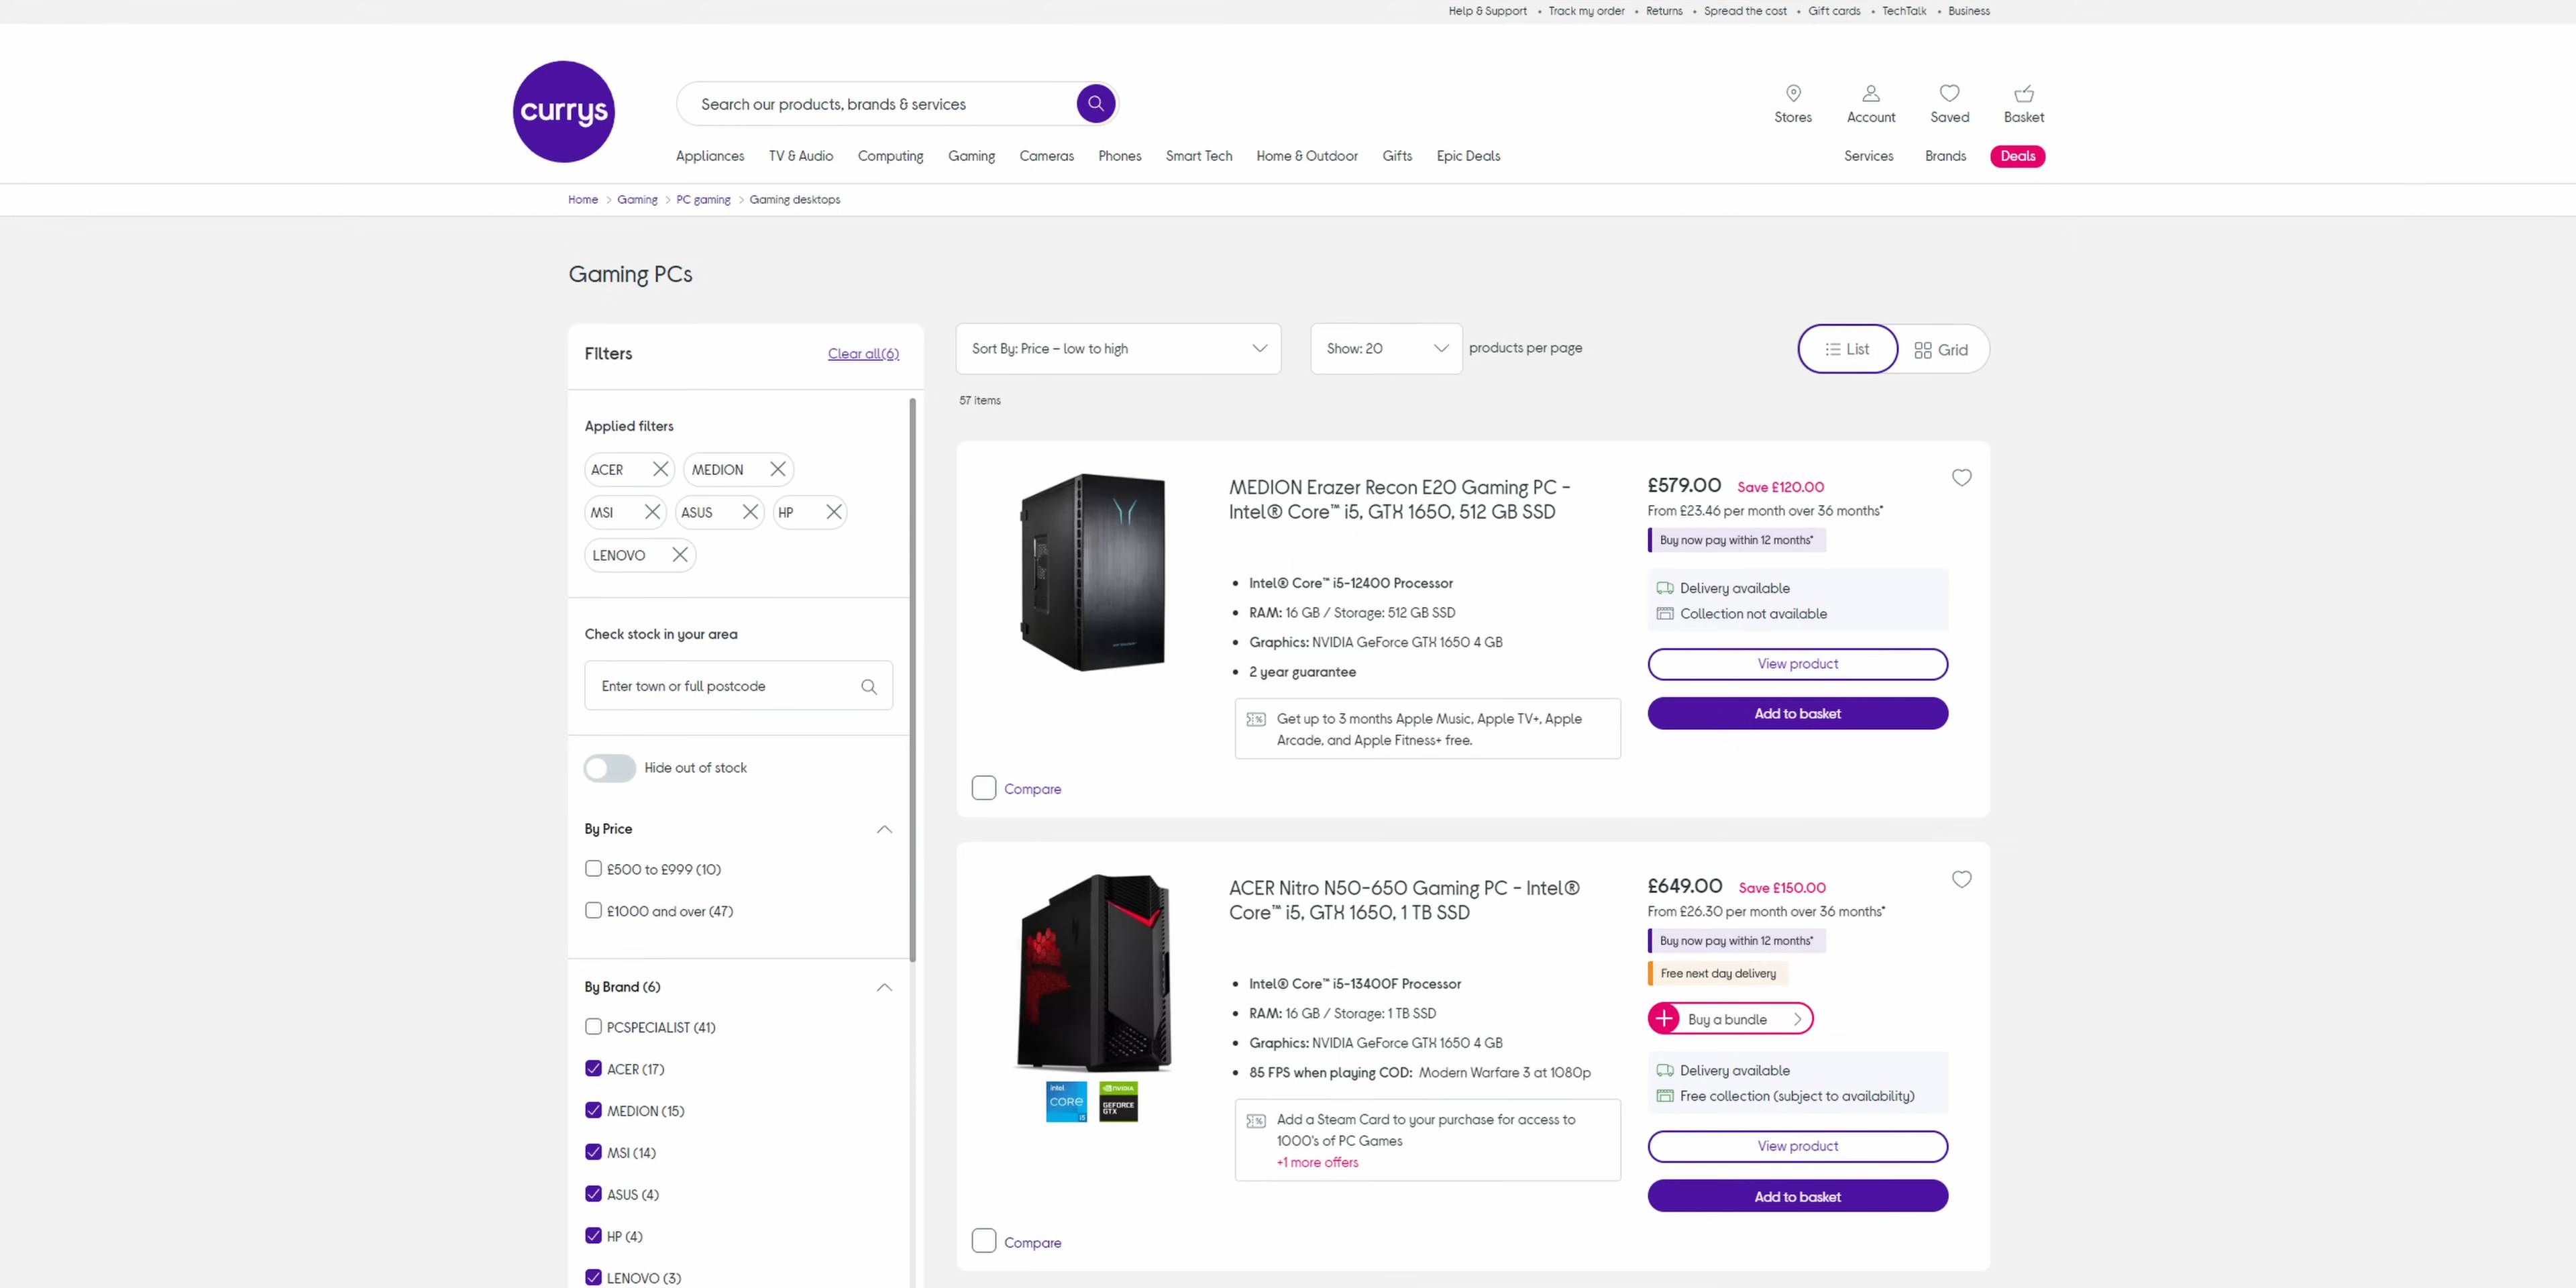 Help & Support • Track my order • Returns • Spread the cost • Gift cards • TechTalk • Business
currys
Search our products, brands & services
Stores
Account
Saved
Basket
Appliances TV & Audio Computing Gaming Cameras Phones Smart Tech Home & Outdoor Gifts Epic Deals
Services Brands Deals
Home > Gaming > PC gaming > Gaming desktops
Gaming PCs
Filters
Clear all(6)
Applied filters
ACER
MEDION
MSI
ASUS
HP
LENOVO
Check stock in your area
Enter town or full postcode
Hide out of stock
By Price
£500 to £999 (10)
£1000 and over (47)
By Brand (6)
PCSPECIALIST (41)
ACER (17)
MEDION (15)
MSI (14)
ASUS (4)
HP (4)
LENOVO (3)
Sort By: Price – low to high
Show: 20
products per page
List
Grid
57 items
MEDION Erazer Recon E20 Gaming PC -
Intel® Core™ i5, GTX 1650, 512 GB SSD
• Intel® Core™ i5-12400 Processor
• RAM: 16 GB / Storage: 512 GB SSD
• Graphics: NVIDIA GeForce GTX 1650 4 GB
• 2 year guarantee
Get up to 3 months Apple Music, Apple TV+, Apple
Arcade, and Apple Fitness+ free.
Compare
£579.00 Save £120.00
From £23.46 per month over 36 months*
Buy now pay within 12 months*
Delivery available
Collection not available
View product
Add to basket
intel
CORE
i5
NVIDIA
GEFORCE
GTX
ACER Nitro N50-650 Gaming PC - Intel®
Core™ i5, GTX 1650, 1 TB SSD
• Intel® Core™ i5-13400F Processor
• RAM: 16 GB / Storage: 1 TB SSD
• Graphics: NVIDIA GeForce GTX 1650 4 GB
• 85 FPS when playing COD: Modern Warfare 3 at 1080p
Add a Steam Card to your purchase for access to
1000's of PC Games
+1 more offers
Compare
£649.00 Save £150.00
From £26.30 per month over 36 months*
Buy now pay within 12 months*
Free next day delivery
Buy a bundle
Delivery available
Free collection (subject to availability)
View product
Add to basket